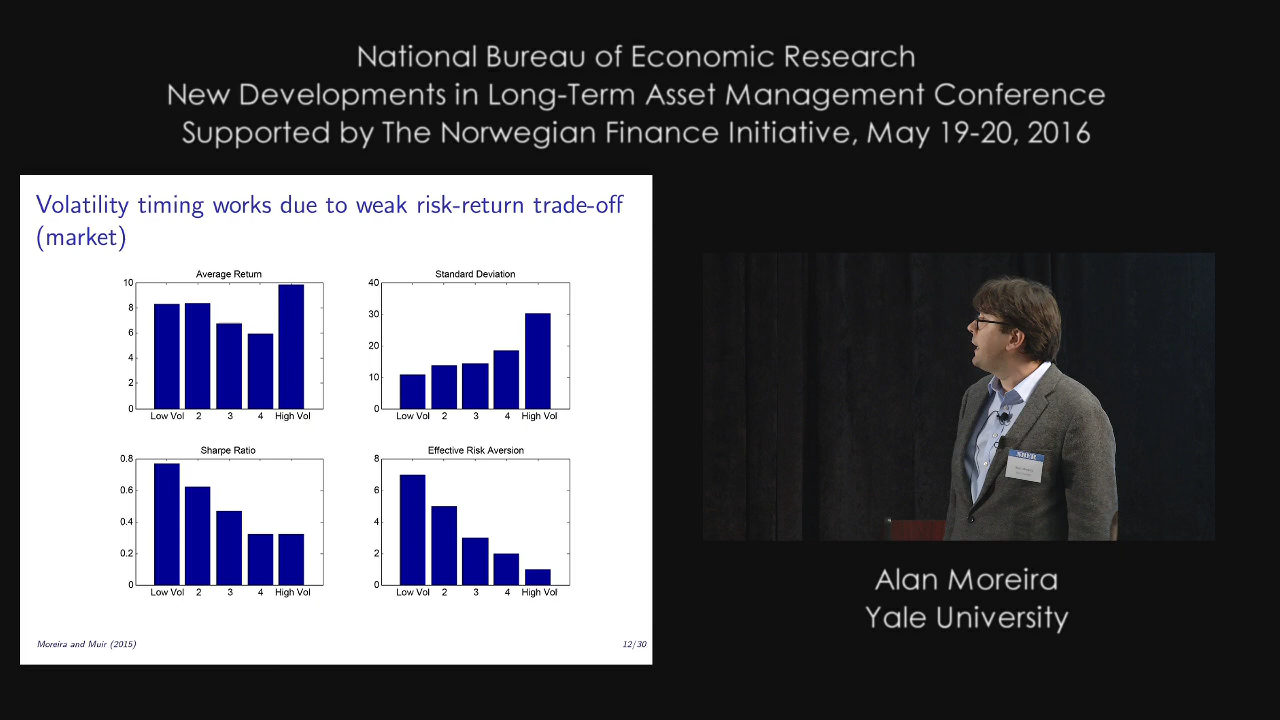 National Bureau of Economic Research
New Developments in Long-Term Asset Management Conference
Supported by The Norwegian Finance Initiative, May 19-20, 2016
Volatility timing works due to weak risk-return trade-off
(market)
Average Return
10
8
6
4
2
0
Low Vol 2 3 4 High Vol
Standard Deviation
40
30
20
10
0
Low Vol 2 3 4 High Vol
Sharpe Ratio
0.8
0.6
0.4
0.2
0
Low Vol 2 3 4 High Vol
Effective Risk Aversion
8
6
4
2
0
Low Vol 2 3 4 High Vol
Moreira and Muir (2015)
12/30
NBER
Alan Moreira
Yale University